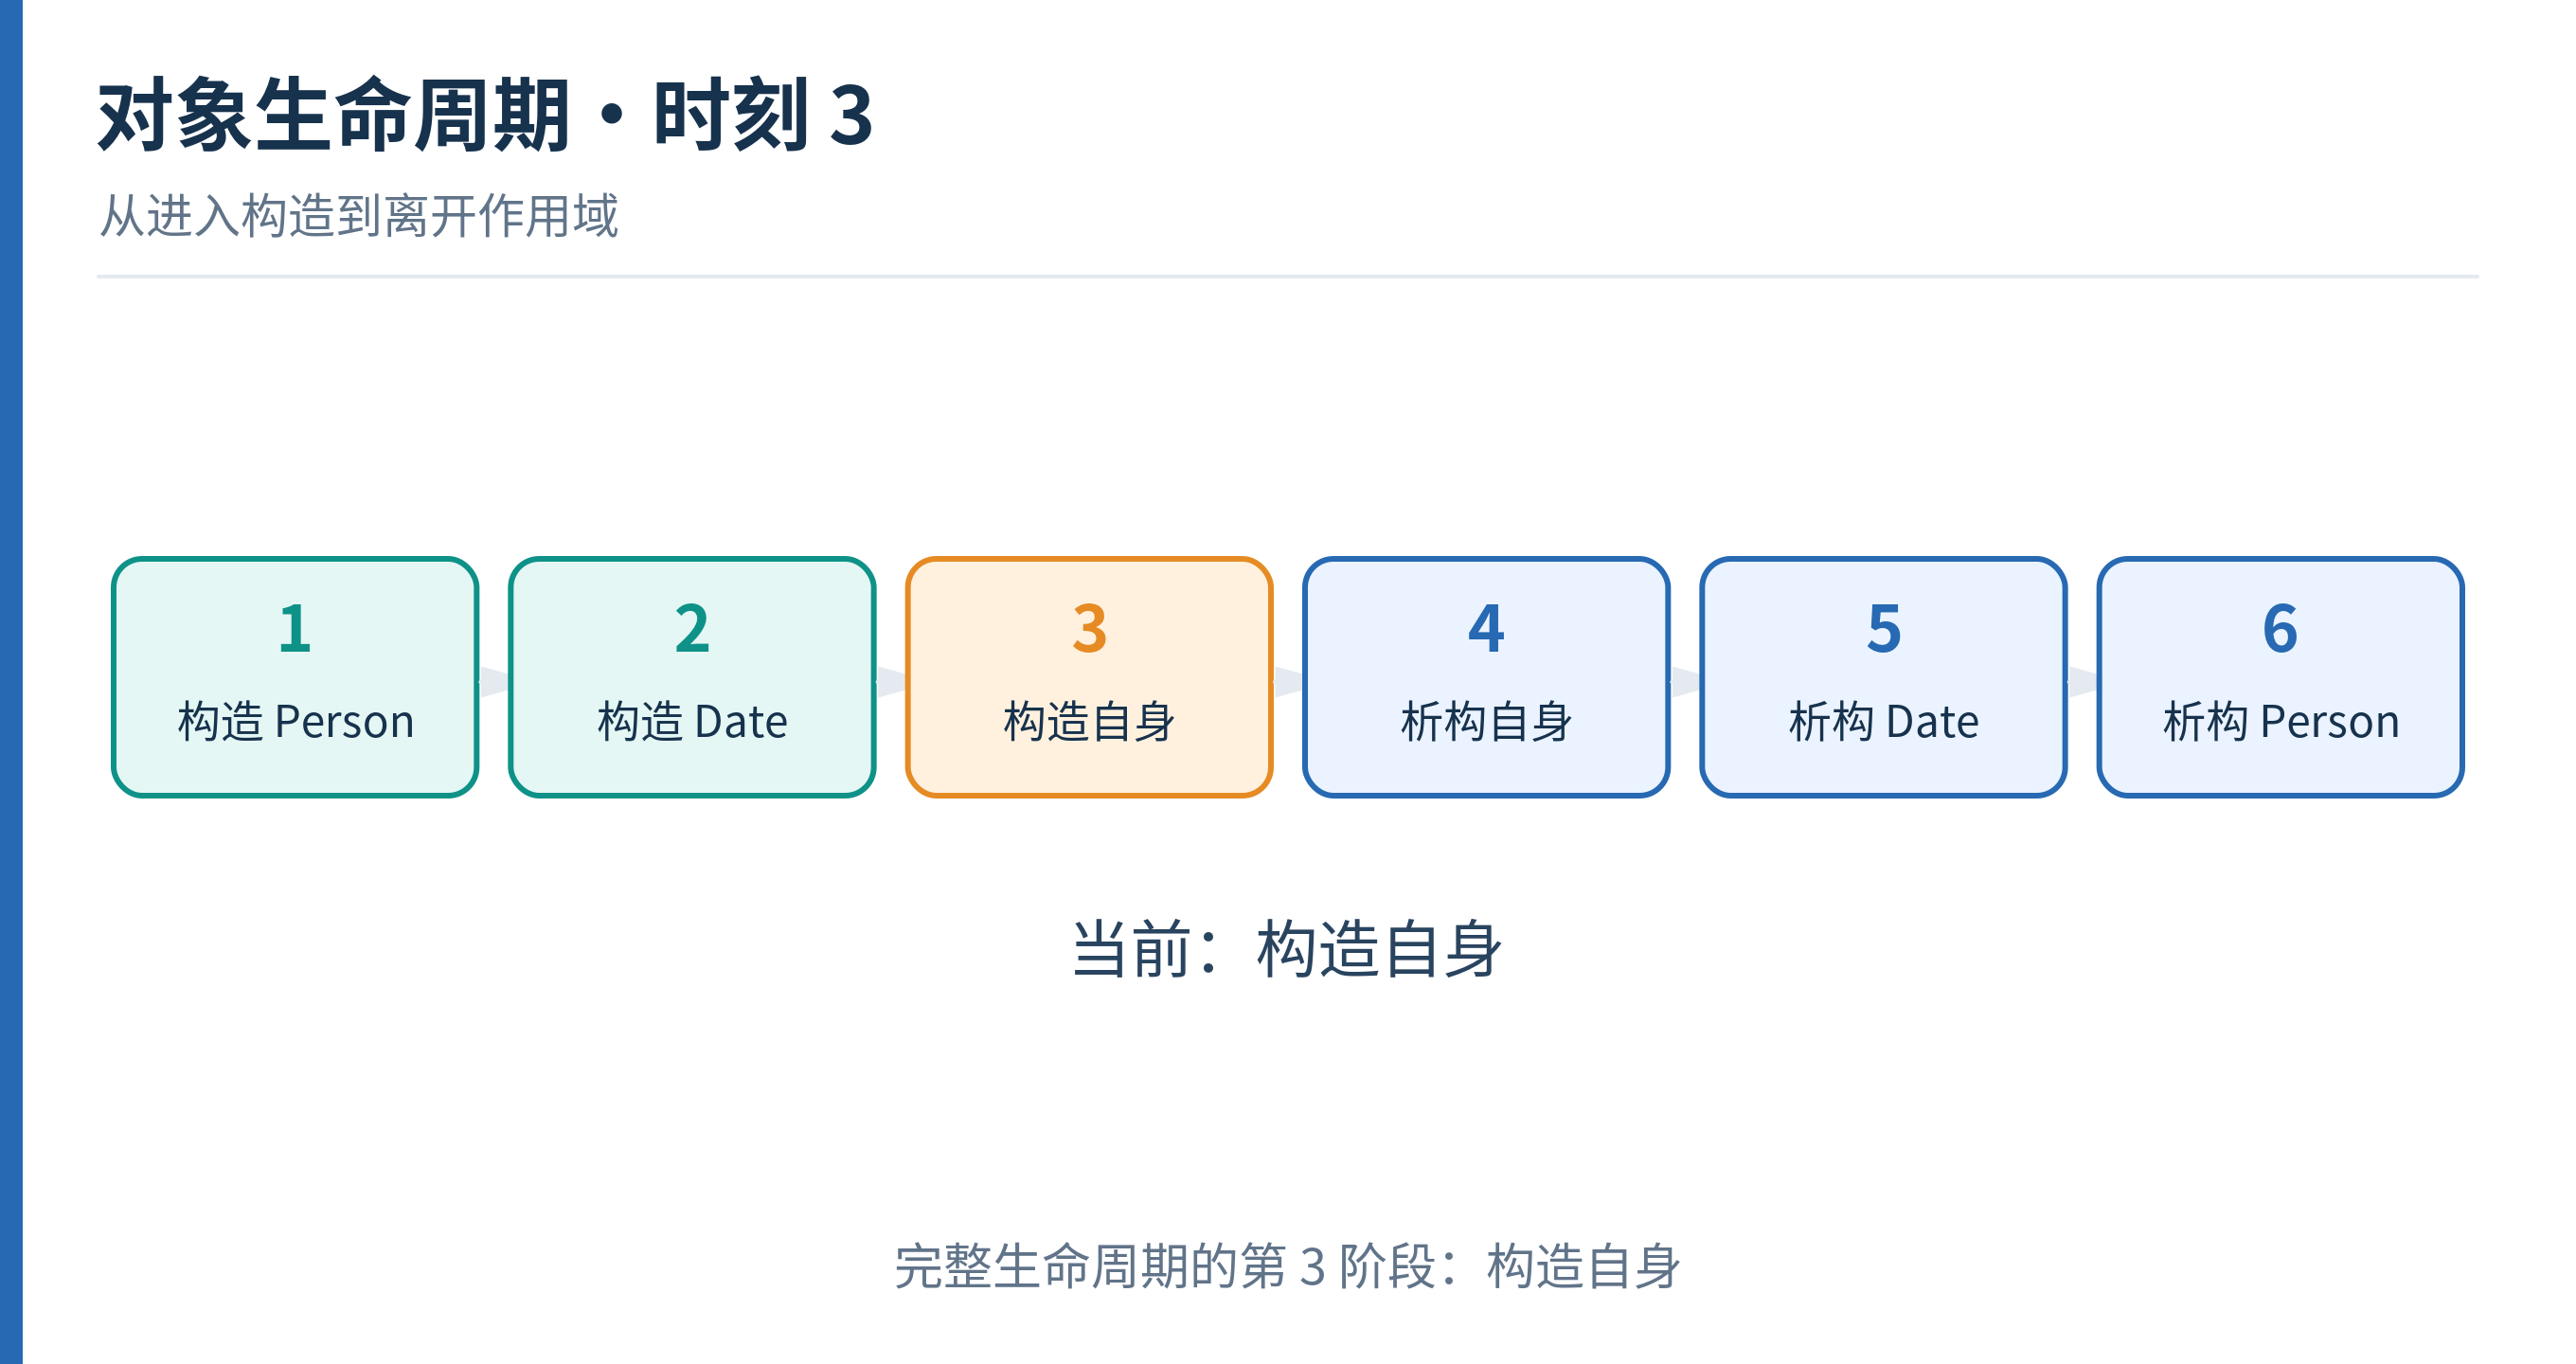 对象生命周期・时刻 3
从进入构造到离开作用域
1
构造 Person
2
构造 Date
3
构造自身
4
析构自身
5
析构 Date
6
析构 Person
当前：构造自身
完整生命周期的第 3 阶段：构造自身